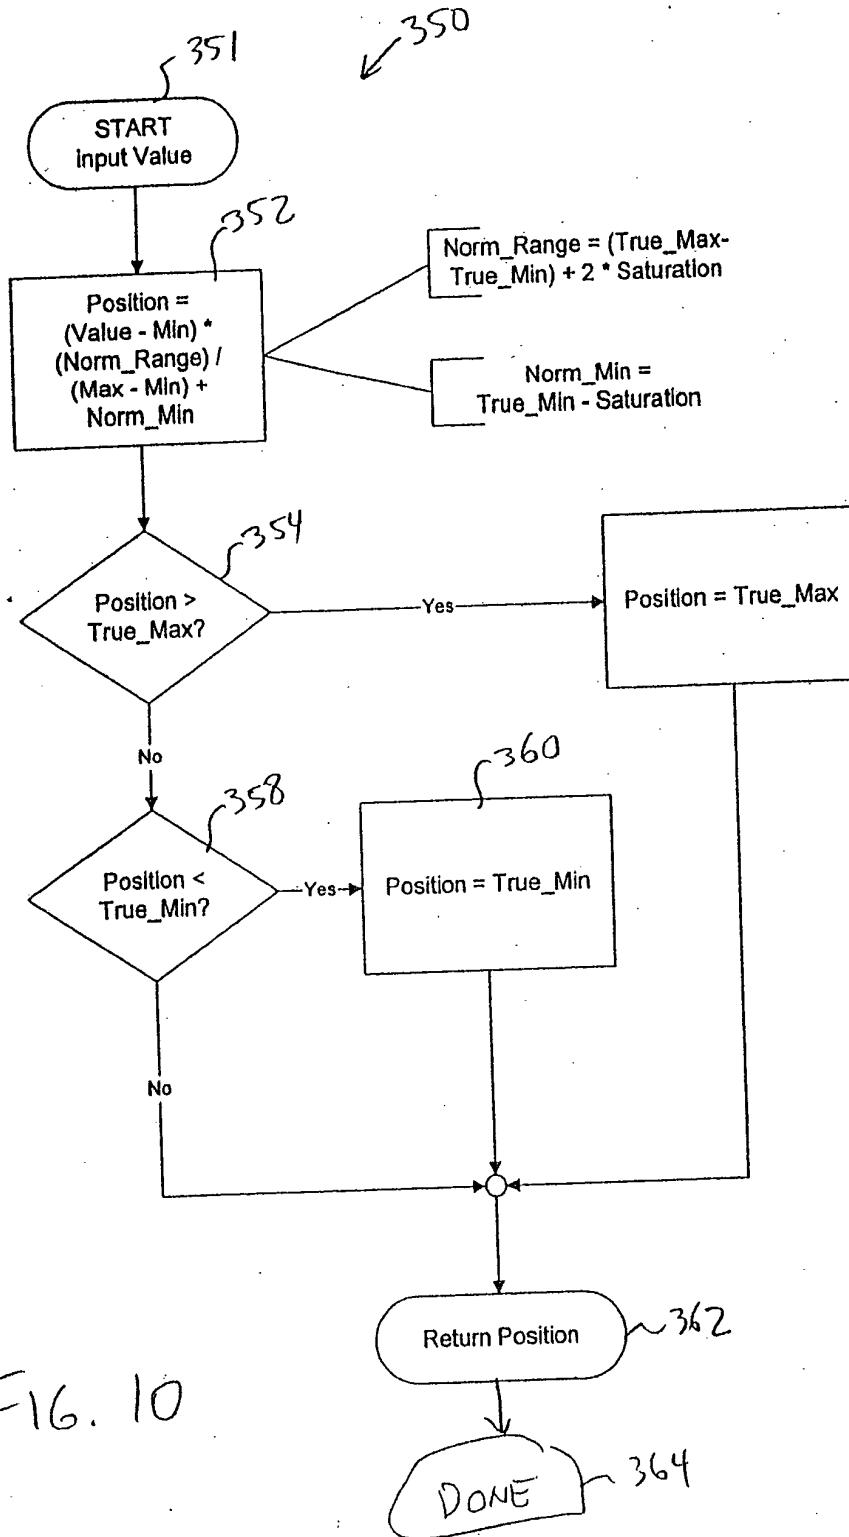 350
351
START
Input Value
352
Position =
(Value - Min) *
(Norm_Range) /
(Max - Min) +
Norm_Min
Norm_Range = (True_Max-
True_Min) + 2 * Saturation
Norm_Min =
True_Min - Saturation
354
Position >
True_Max?
Yes
Position = True_Max
No
358
Position <
True_Min?
Yes
360
Position = True_Min
No
Return Position
362
DONE
364
FIG. 10